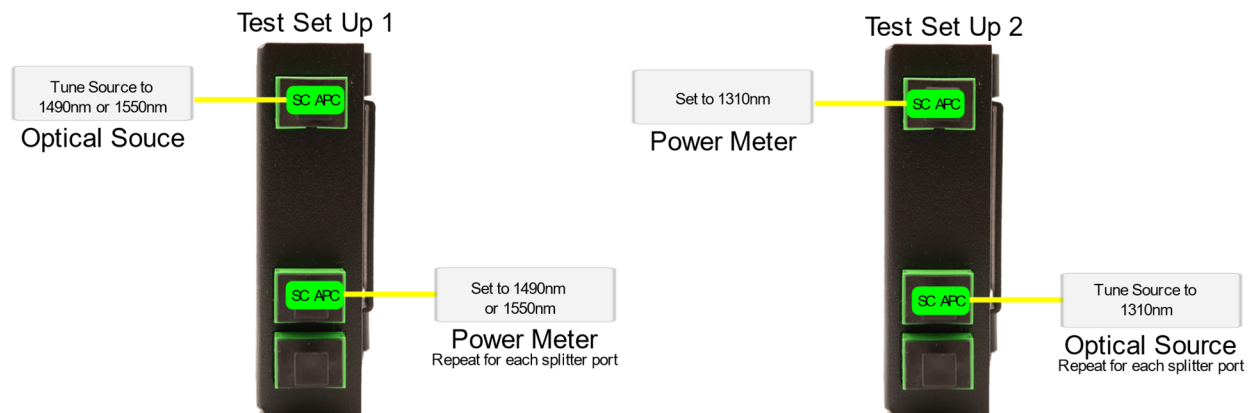 Test Set Up 1
Tune Source to
1490nm or 1550nm
SC APC
Optical Souce
SC APC
Set to 1490nm
or 1550nm
Power Meter
Repeat for each splitter port
Test Set Up 2
Set to 1310nm
SC APC
Power Meter
SC APC
Tune Source to
1310nm
Optical Source
Repeat for each splitter port